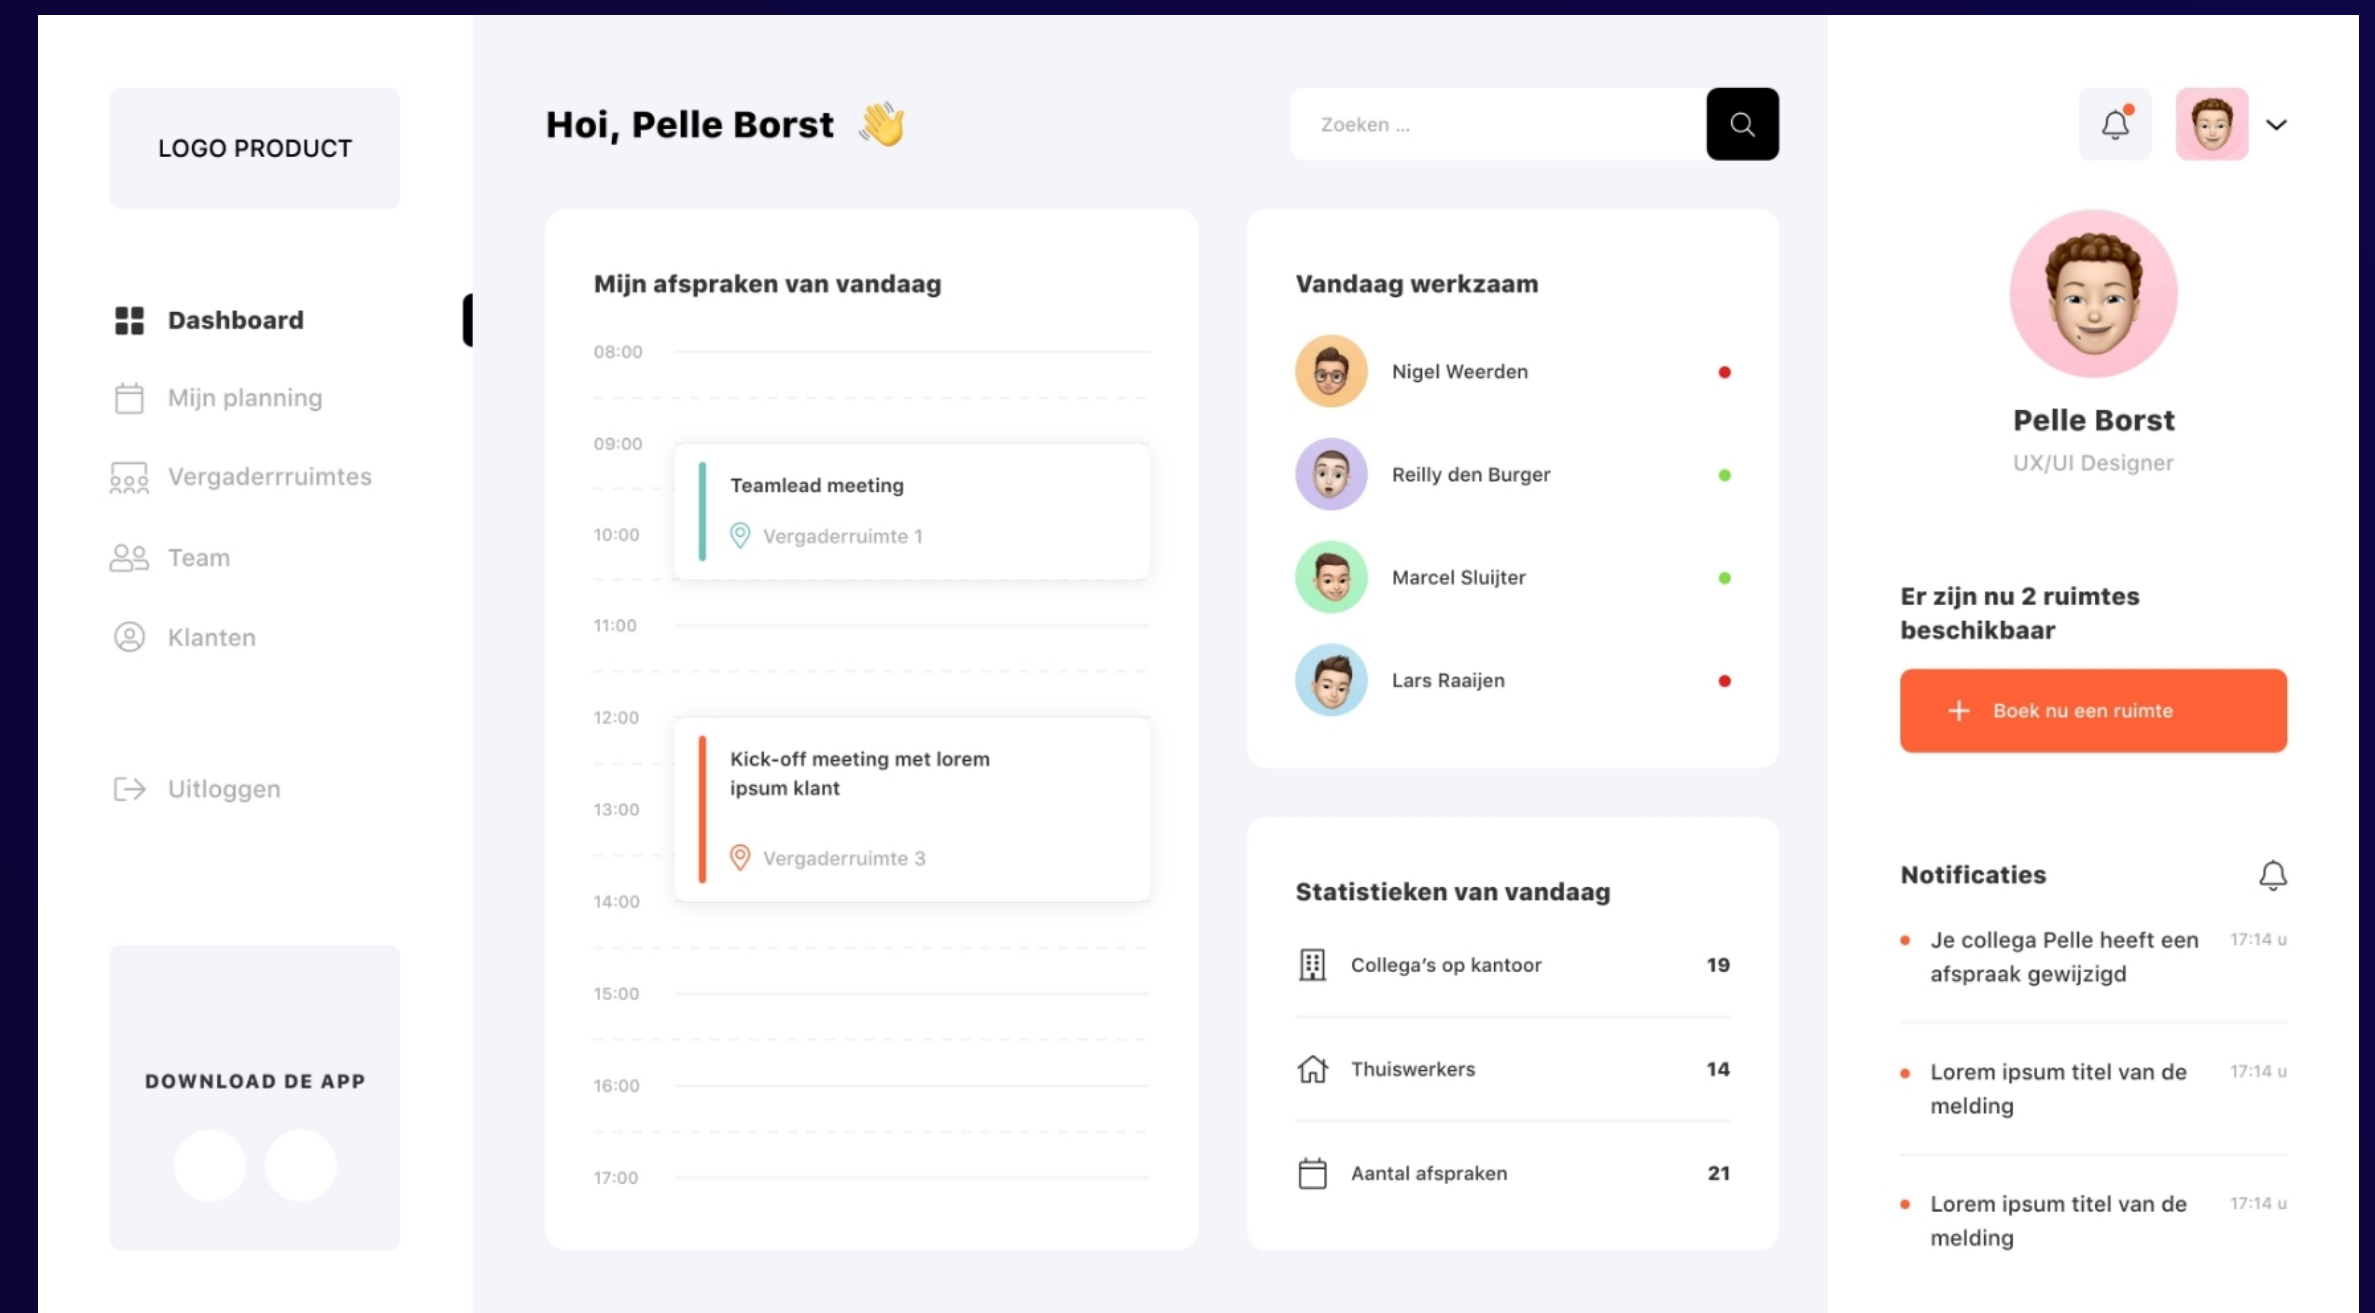 LOGO PRODUCT
Dashboard
Mijn planning
Vergaderrruimtes
Team
Klanten
Uitloggen
DOWNLOAD DE APP
Hoi, Pelle Borst 👋
Zoeken ...
Mijn afspraken van vandaag
08:00
09:00
Teamlead meeting
10:00
Vergaderruimte 1
11:00
12:00
Kick-off meeting met lorem
ipsum klant
13:00
Vergaderruimte 3
14:00
15:00
16:00
17:00
Vandaag werkzaam
Nigel Weerden
Reilly den Burger
Marcel Sluijter
Lars Raaijen
Statistieken van vandaag
Collega’s op kantoor 19
Thuiswerkers 14
Aantal afspraken 21
Pelle Borst
UX/UI Designer
Er zijn nu 2 ruimtes
beschikbaar
Boek nu een ruimte
Notificaties
Je collega Pelle heeft een 17:14 u
afspraak gewijzigd
Lorem ipsum titel van de 17:14 u
melding
Lorem ipsum titel van de 17:14 u
melding